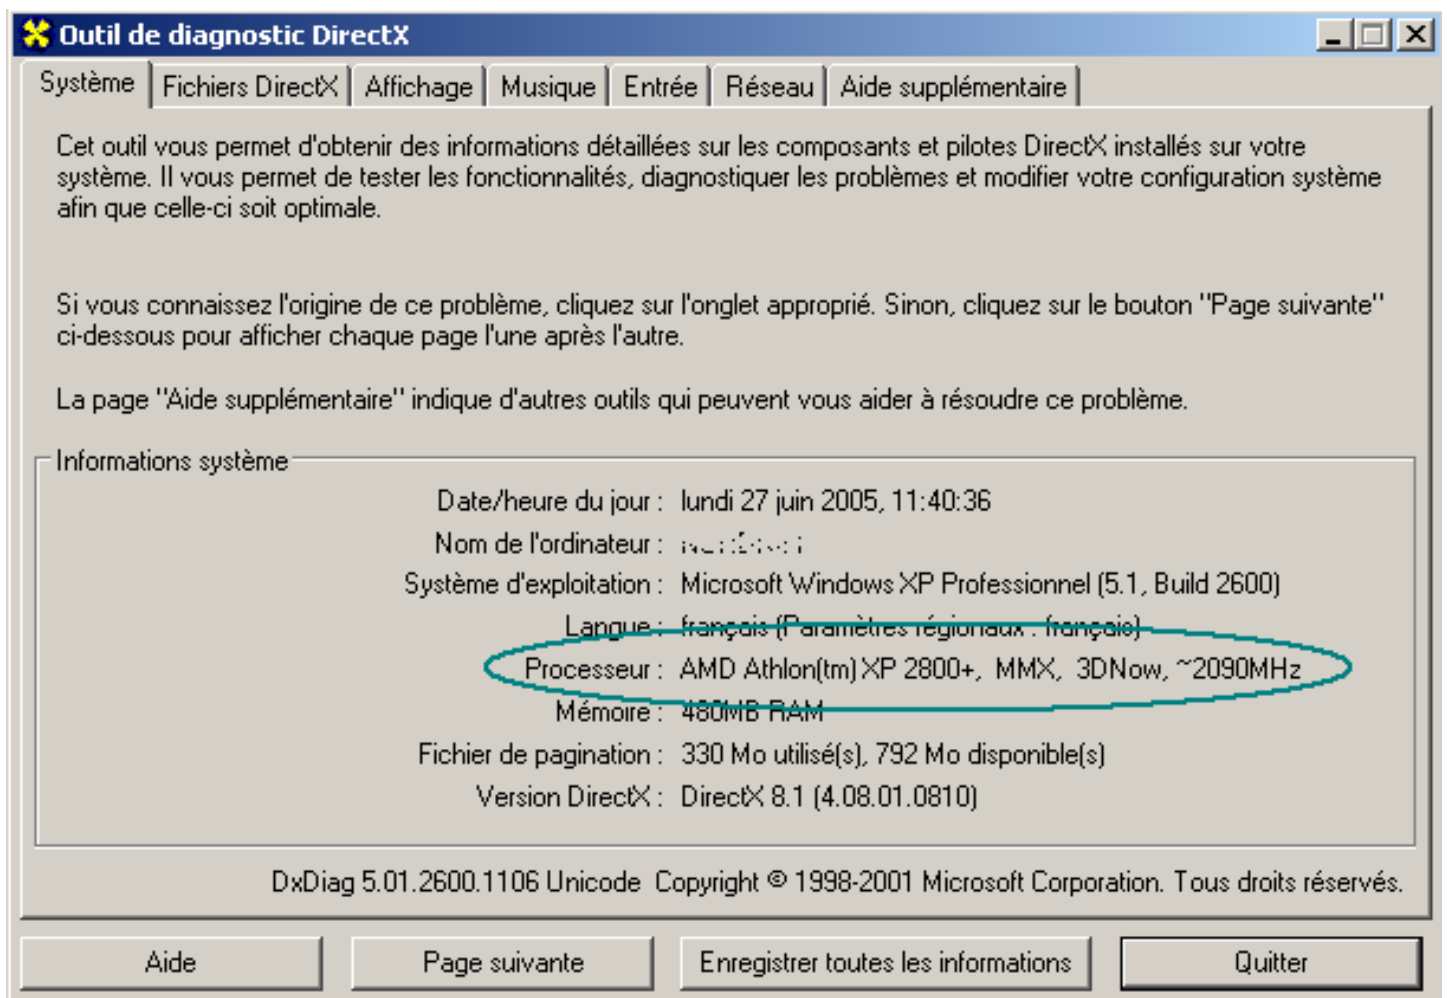 Outil de diagnostic DirectX
Système Fichiers DirectX Affichage Musique Entrée Réseau Aide supplémentaire
Cet outil vous permet d'obtenir des informations détaillées sur les composants et pilotes DirectX installés sur votre
système. Il vous permet de tester les fonctionnalités, diagnostiquer les problèmes et modifier votre configuration système
afin que celle-ci soit optimale.
Si vous connaissez l'origine de ce problème, cliquez sur l'onglet approprié. Sinon, cliquez sur le bouton "Page suivante"
ci-dessous pour afficher chaque page l'une après l'autre.
La page "Aide supplémentaire" indique d'autres outils qui peuvent vous aider à résoudre ce problème.
Informations système
Date/heure du jour : lundi 27 juin 2005, 11:40:36
Nom de l'ordinateur :
Système d'exploitation : Microsoft Windows XP Professionnel (5.1, Build 2600)
Langue : français (Paramètres régionaux : français)
Processeur : AMD Athlon(tm) XP 2800+, MMX, 3DNow, ~2090MHz
Mémoire : 480MB RAM
Fichier de pagination : 330 Mo utilisé(s), 792 Mo disponible(s)
Version DirectX : DirectX 8.1 (4.08.01.0810)
DxDiag 5.01.2600.1106 Unicode Copyright © 1998-2001 Microsoft Corporation. Tous droits réservés.
Aide Page suivante Enregistrer toutes les informations Quitter